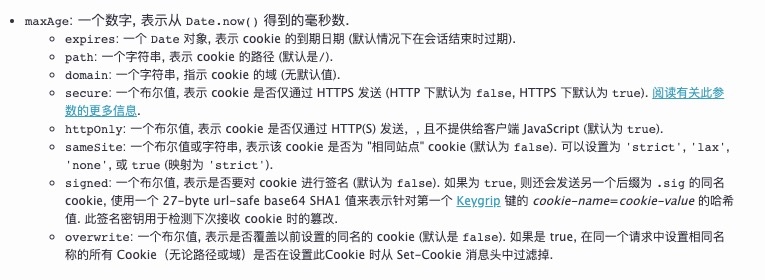 maxAge: 一个数字, 表示从 Date.now() 得到的毫秒数.
expires: 一个 Date 对象, 表示 cookie 的到期日期 (默认情况下在会话结束时过期).
path: 一个字符串, 表示 cookie 的路径 (默认是/).
domain: 一个字符串, 指示 cookie 的域 (无默认值).
secure: 一个布尔值, 表示 cookie 是否仅通过 HTTPS 发送 (HTTP 下默认为 false, HTTPS 下默认为 true). 阅读有关此参
数的更多信息.
httpOnly: 一个布尔值, 表示 cookie 是否仅通过 HTTP(S) 发送, , 且不提供给客户端 JavaScript (默认为 true).
sameSite: 一个布尔值或字符串, 表示该 cookie 是否为 "相同站点" cookie (默认为 false). 可以设置为 'strict', 'lax',
'none', 或 true (映射为 'strict').
signed: 一个布尔值, 表示是否要对 cookie 进行签名 (默认为 false). 如果为 true, 则还会发送另一个后缀为 .sig 的同名
cookie, 使用一个 27-byte url-safe base64 SHA1 值来表示针对第一个 Keygrip 键的 cookie-name=cookie-value 的哈希
值. 此签名密钥用于检测下次接收 cookie 时的篡改.
overwrite: 一个布尔值, 表示是否覆盖以前设置的同名的 cookie (默认是 false). 如果是 true, 在同一个请求中设置相同名
称的所有 Cookie（无论路径或域）是否在设置此Cookie 时从 Set-Cookie 消息头中过滤掉.